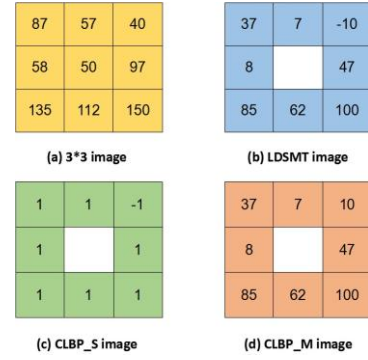 87 57 40 37 7 -10
58 50 97 8 47
135 112 150 85 62 100
(a) 3*3 image (b) LDSMT image
1 1 -1 37 7 10
1 1 8 47
1 1 1 85 62 100
(c) CLBP_S image (d) CLBP_M image